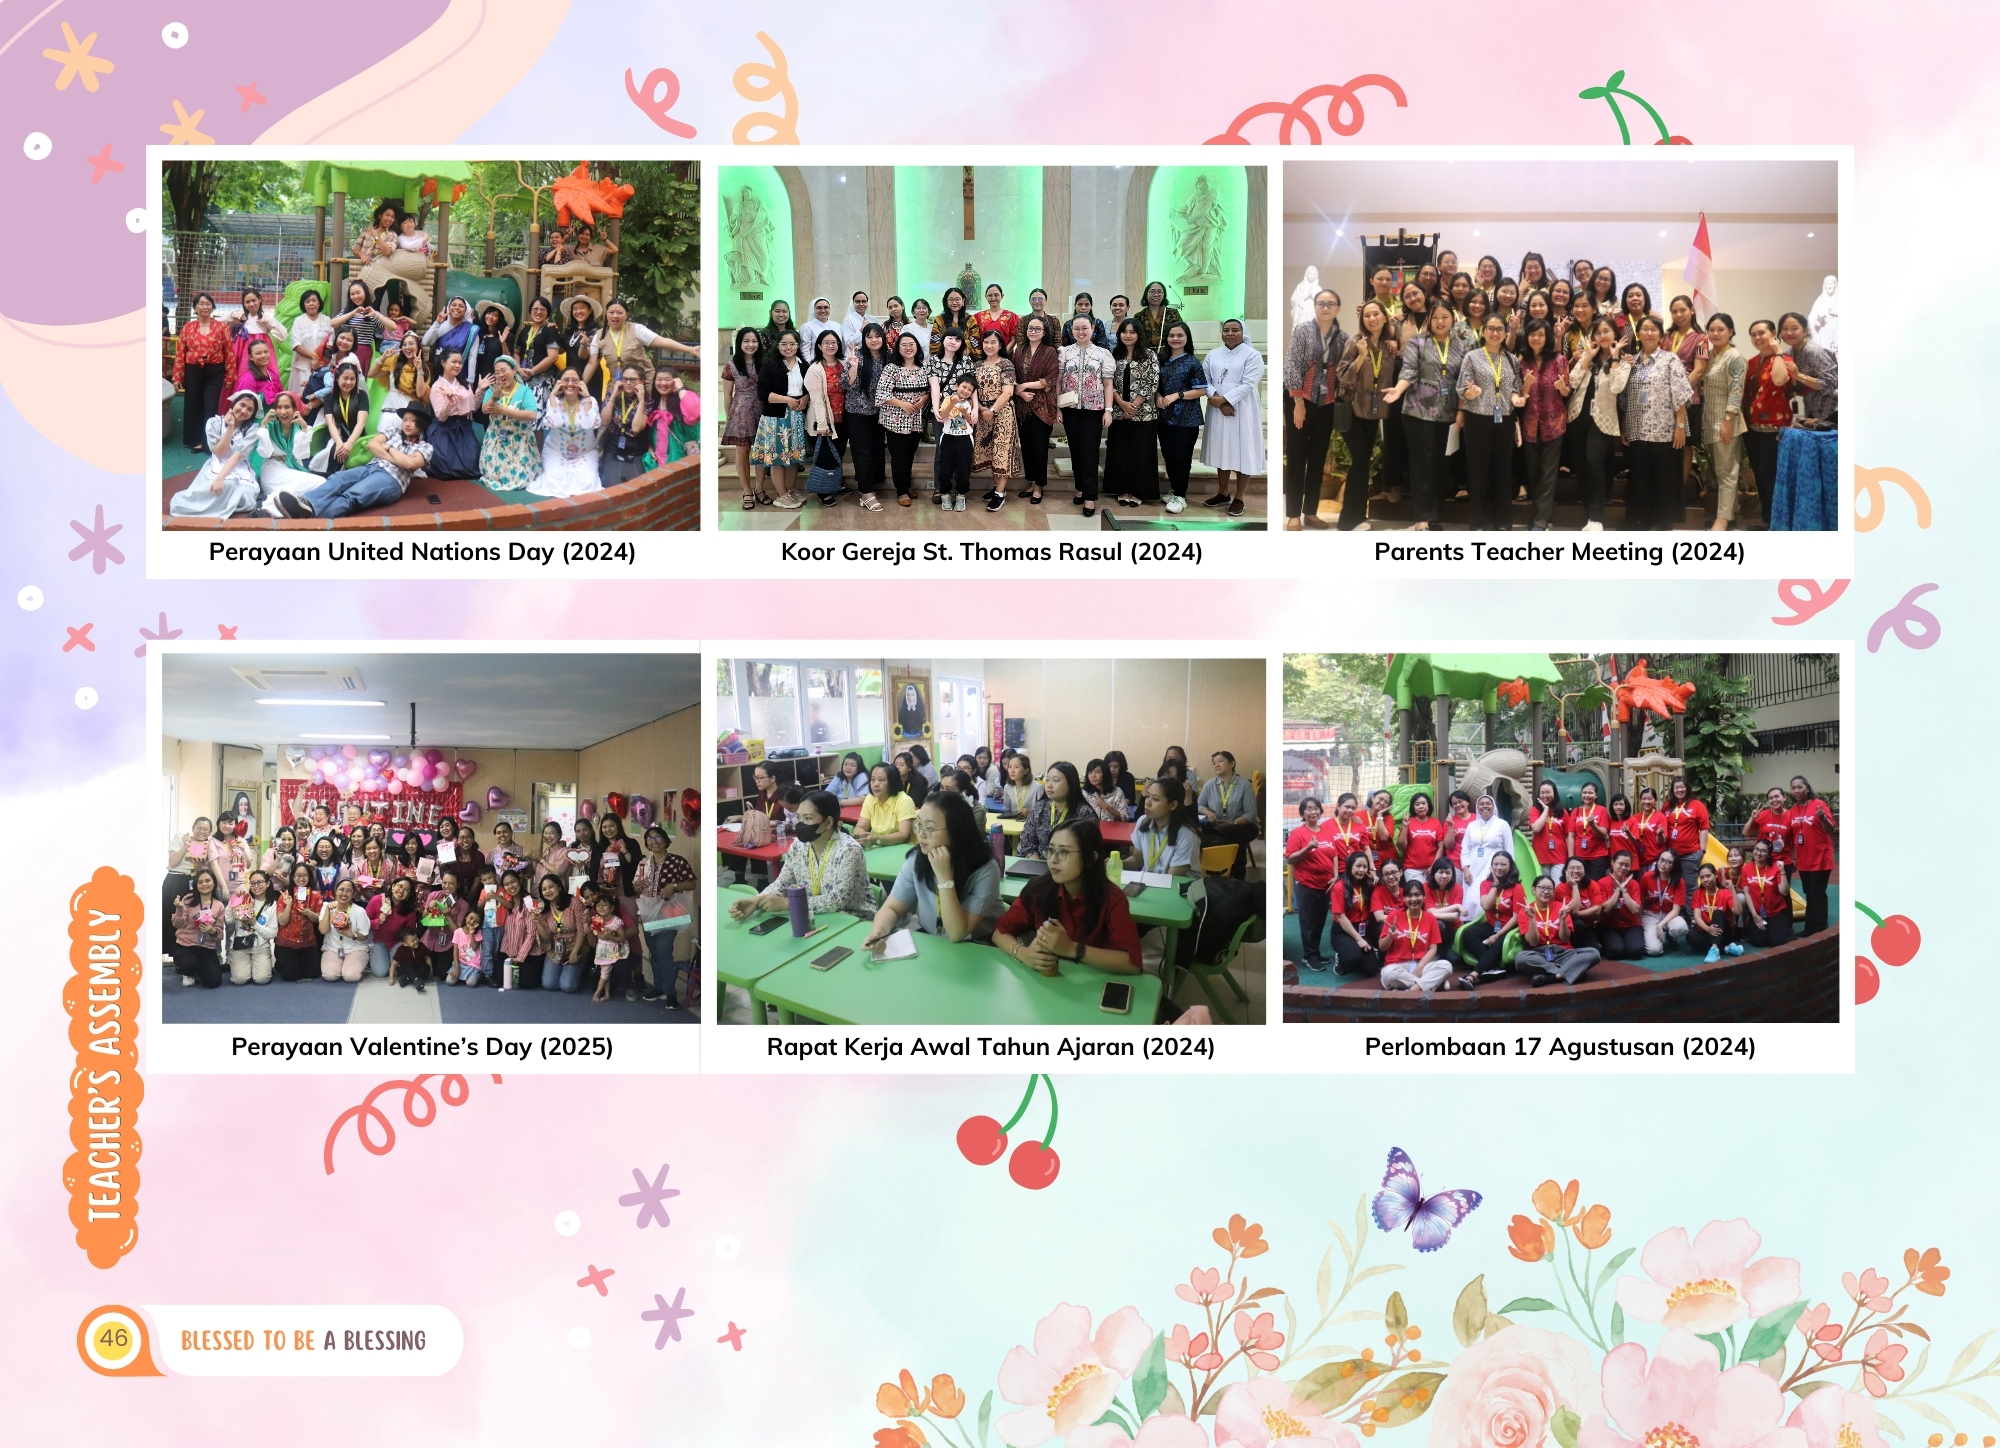 Perayaan United Nations Day (2024)
Koor Gereja St. Thomas Rasul (2024)
Parents Teacher Meeting (2024)
VALENTINE
Perayaan Valentine’s Day (2025)
Rapat Kerja Awal Tahun Ajaran (2024)
Perlombaan 17 Agustusan (2024)
TEACHER’S ASSEMBLY
46
BLESSED TO BE A BLESSING